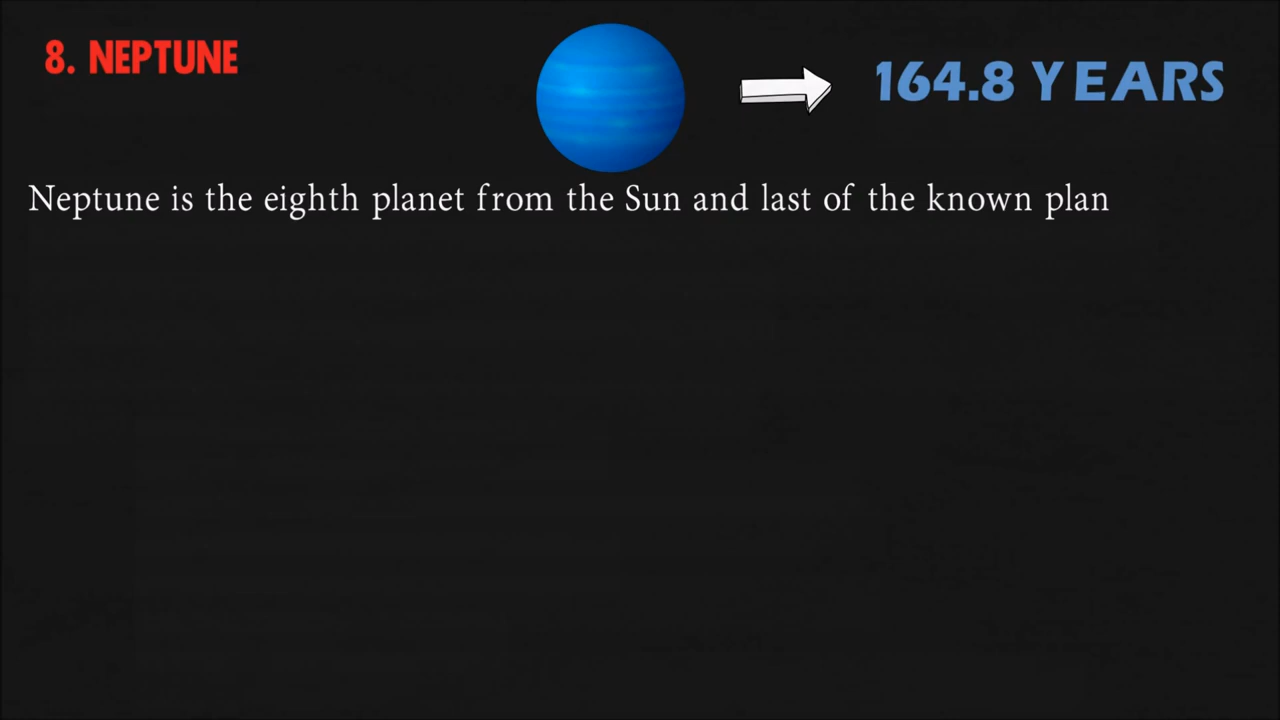 8. NEPTUNE
164.8 YEARS
Neptune is the eighth planet from the Sun and last of the known plan